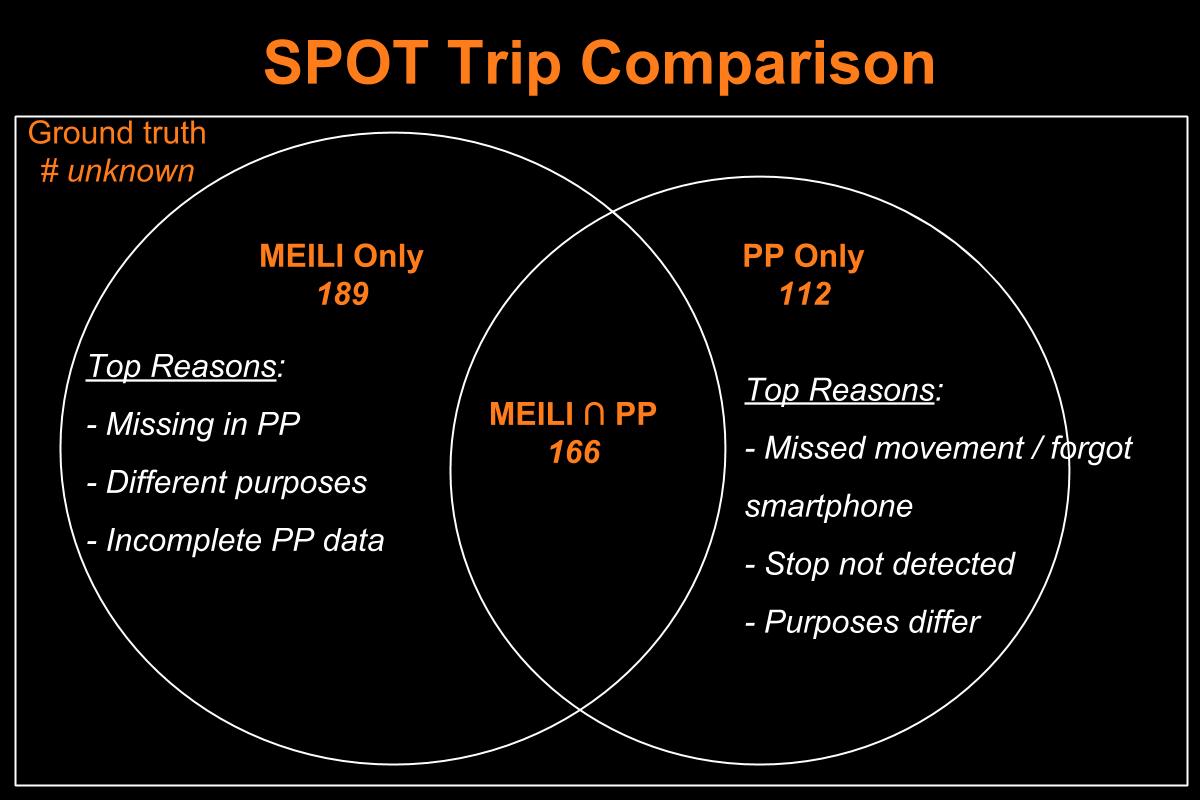 SPOT Trip Comparison
Ground truth
# unknown
MEILI Only
189
Top Reasons:
- Missing in PP
- Different purposes
- Incomplete PP data
MEILI ∩ PP
166
PP Only
112
Top Reasons:
- Missed movement / forgot
smartphone
- Stop not detected
- Purposes differ